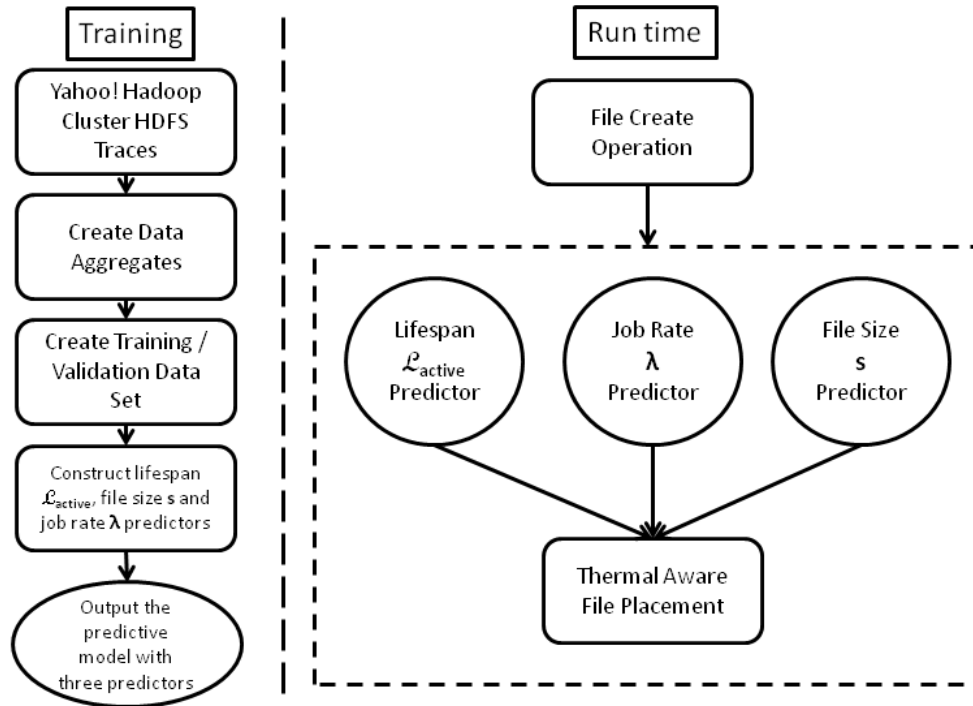 Training
Yahoo! Hadoop
Cluster HDFS
Traces
Create Data
Aggregates
Create Training /
Validation Data
Set
Construct lifespan
ℒactive, file size s and
job rate λ predictors
Output the
predictive
model with
three predictors
Run time
File Create
Operation
Lifespan
ℒactive
Predictor
Job Rate
λ
Predictor
File Size
s
Predictor
Thermal Aware
File Placement